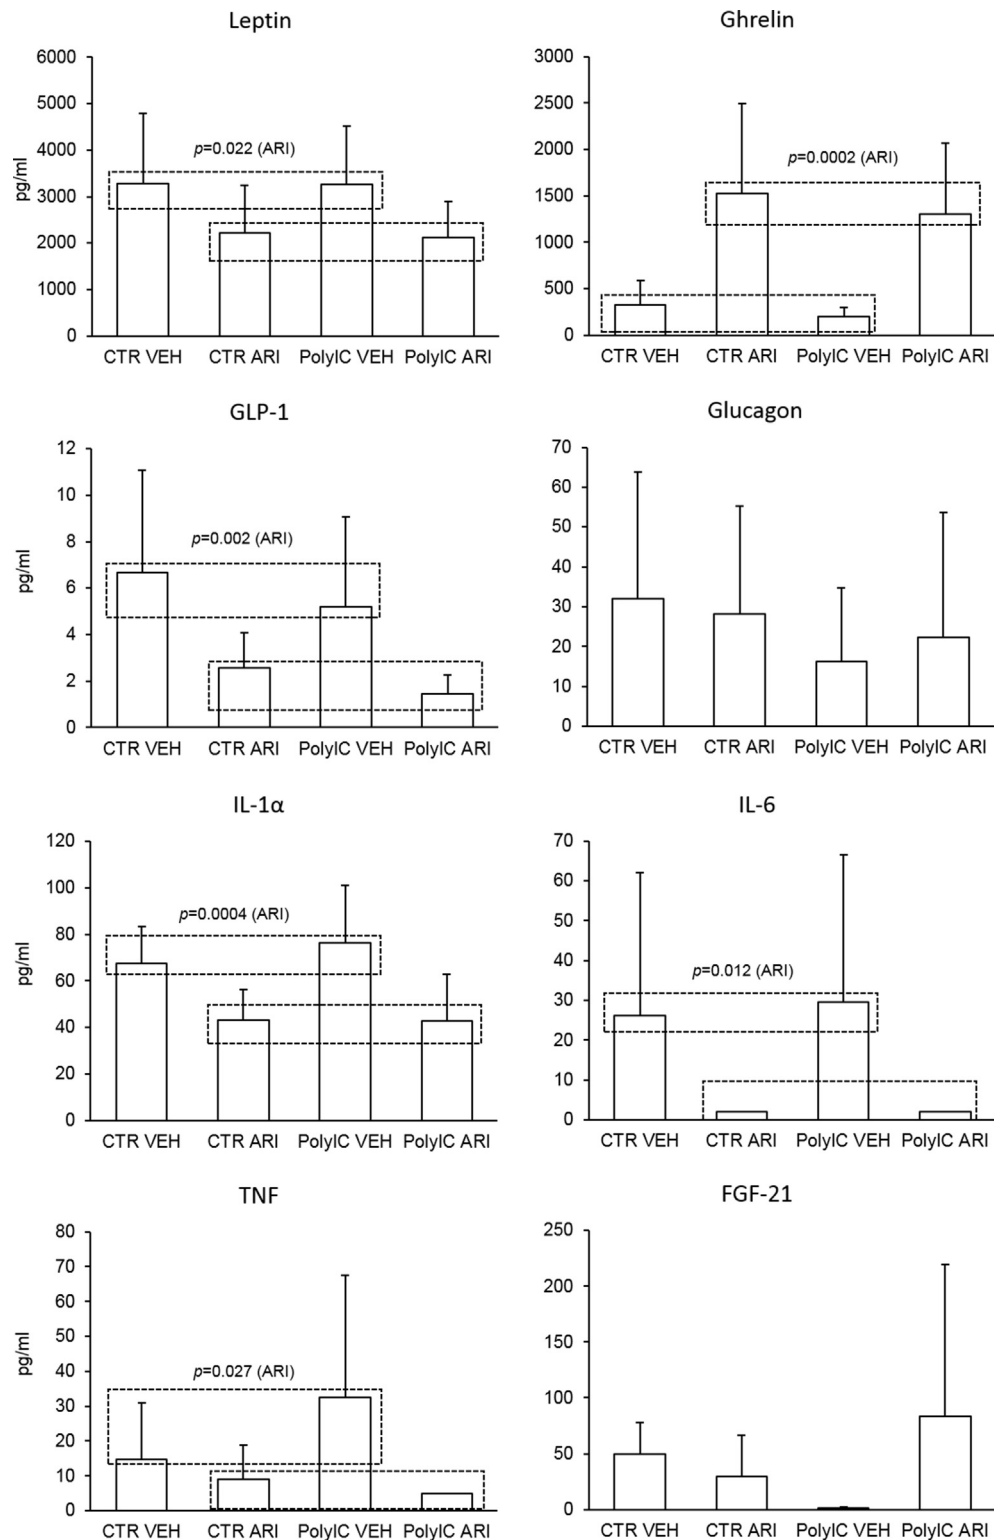 Leptin
6000
5000
4000
3000
2000
1000
0
pg/ml
p=0.022 (ARI)
CTR VEH CTR ARI PolyIC VEH PolyIC ARI
Ghrelin
3000
2500
2000
1500
1000
500
0
p=0.0002 (ARI)
CTR VEH CTR ARI PolyIC VEH PolyIC ARI
GLP-1
12
10
8
6
4
2
0
pg/ml
p=0.002 (ARI)
CTR VEH CTR ARI PolyIC VEH PolyIC ARI
Glucagon
70
60
50
40
30
20
10
0
CTR VEH CTR ARI PolyIC VEH PolyIC ARI
IL-1α
120
100
80
60
40
20
0
pg/ml
p=0.0004 (ARI)
CTR VEH CTR ARI PolyIC VEH PolyIC ARI
IL-6
70
60
50
40
30
20
10
0
p=0.012 (ARI)
CTR VEH CTR ARI PolyIC VEH PolyIC ARI
TNF
80
70
60
50
40
30
20
10
0
pg/ml
p=0.027 (ARI)
CTR VEH CTR ARI PolyIC VEH PolyIC ARI
FGF-21
250
200
150
100
50
0
CTR VEH CTR ARI PolyIC VEH PolyIC ARI